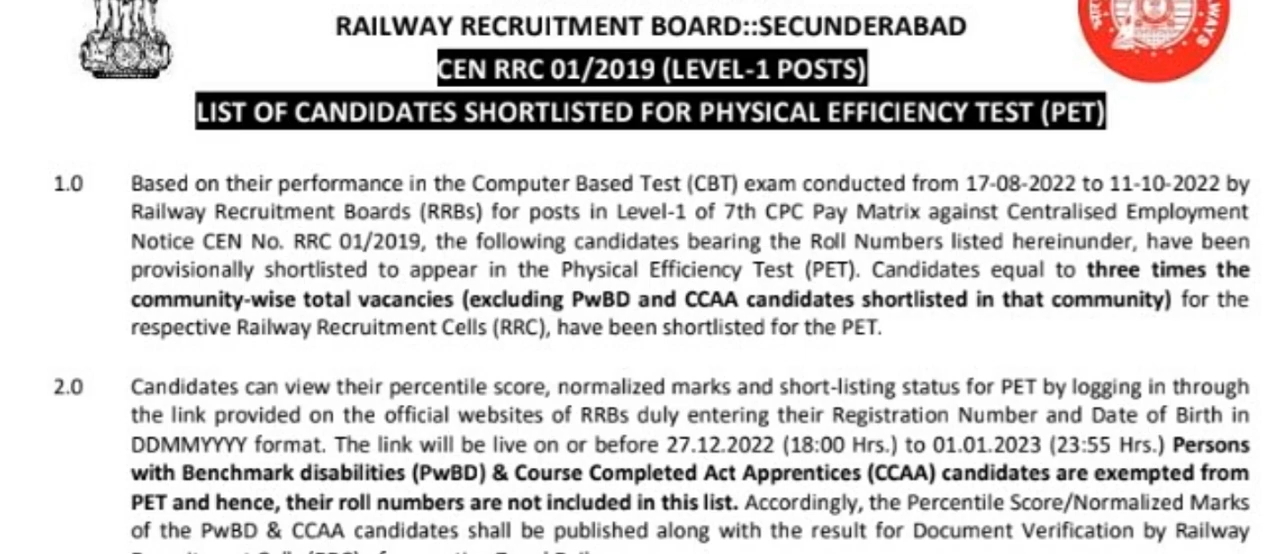 RAILWAY RECRUITMENT BOARD::SECUNDERABAD
CEN RRC 01/2019 (LEVEL-1 POSTS)
LIST OF CANDIDATES SHORTLISTED FOR PHYSICAL EFFICIENCY TEST (PET)
1.0 Based on their performance in the Computer Based Test (CBT) exam conducted from 17-08-2022 to 11-10-2022 by
Railway Recruitment Boards (RRBs) for posts in Level-1 of 7th CPC Pay Matrix against Centralised Employment
Notice CEN No. RRC 01/2019, the following candidates bearing the Roll Numbers listed hereinunder, have been
provisionally shortlisted to appear in the Physical Efficiency Test (PET). Candidates equal to three times the
community-wise total vacancies (excluding PwBD and CCAA candidates shortlisted in that community) for the
respective Railway Recruitment Cells (RRC), have been shortlisted for the PET.
2.0 Candidates can view their percentile score, normalized marks and short-listing status for PET by logging in through
the link provided on the official websites of RRBs duly entering their Registration Number and Date of Birth in
DDMMYYYY format. The link will be live on or before 27.12.2022 (18:00 Hrs.) to 01.01.2023 (23:55 Hrs.) Persons
with Benchmark disabilities (PwBD) & Course Completed Act Apprentices (CCAA) candidates are exempted from
PET and hence, their roll numbers are not included in this list. Accordingly, the Percentile Score/Normalized Marks
of the PwBD & CCAA candidates shall be published along with the result for Document Verification by Railway